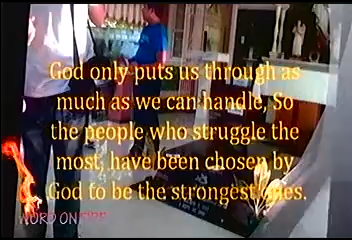 God only puts us through as
much as we can handle, So
the people who struggle the
most, have been chosen by
God to be the strongest ones.
WORD ON FIRE